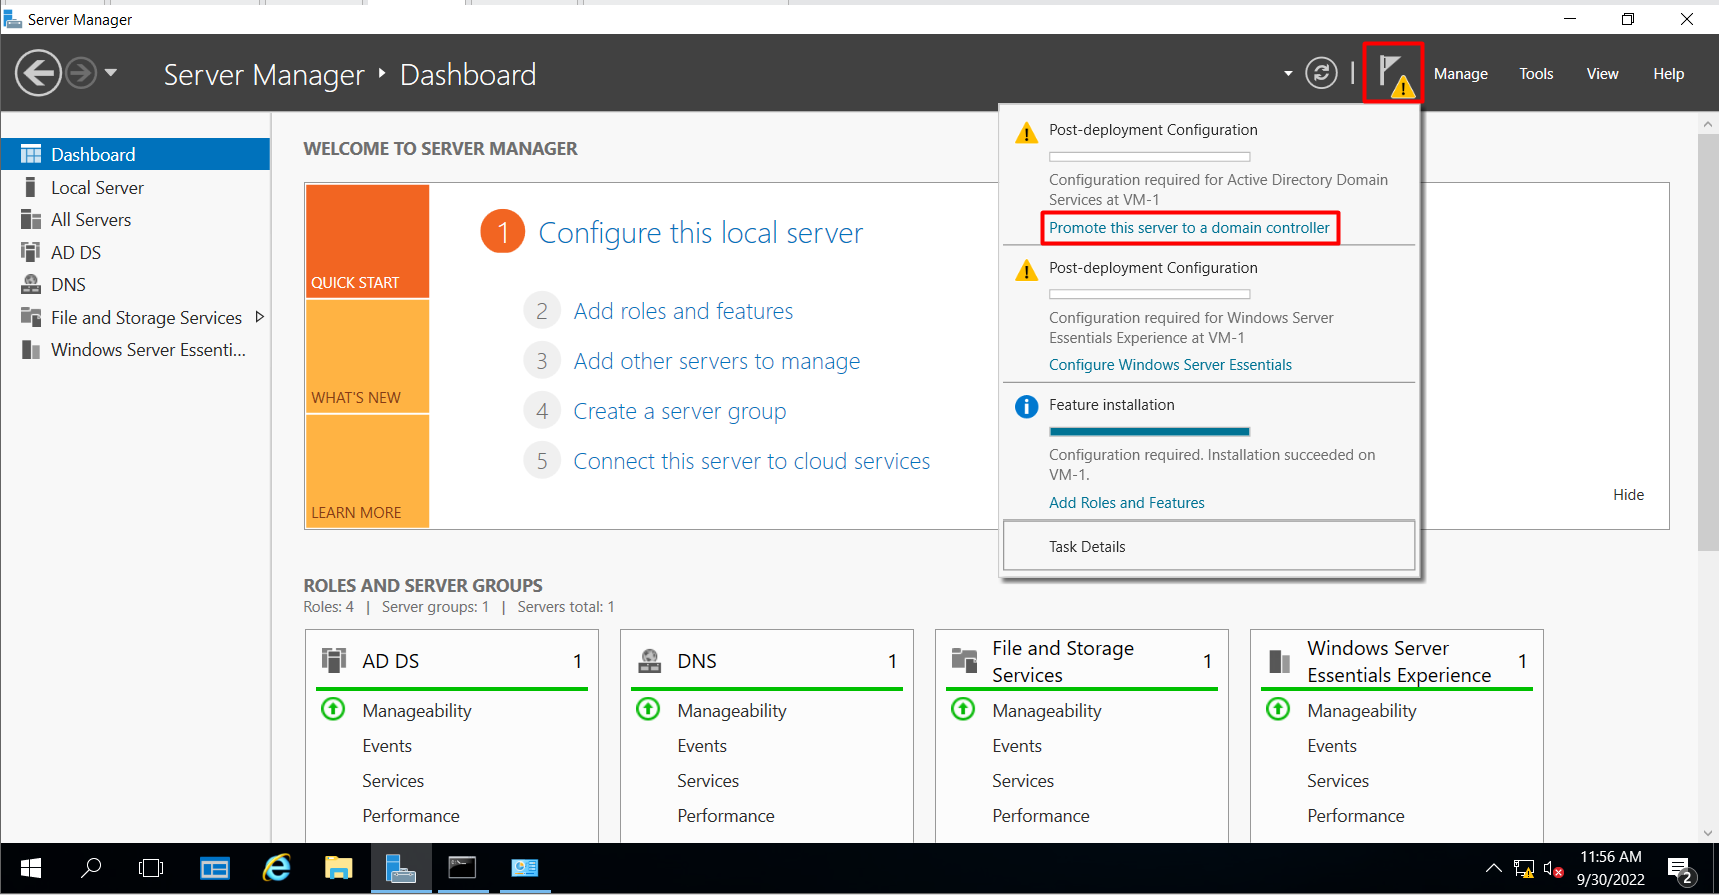 Server Manager
Server Manager ‣ Dashboard
Manage Tools View Help
Dashboard
Local Server
All Servers
AD DS
DNS
File and Storage Services
Windows Server Essenti...
WELCOME TO SERVER MANAGER
QUICK START
WHAT'S NEW
LEARN MORE
1 Configure this local server
2 Add roles and features
3 Add other servers to manage
4 Create a server group
5 Connect this server to cloud services
Post-deployment Configuration
Configuration required for Active Directory Domain
Services at VM-1
Promote this server to a domain controller
Post-deployment Configuration
Configuration required for Windows Server
Essentials Experience at VM-1
Configure Windows Server Essentials
Feature installation
Configuration required. Installation succeeded on
VM-1.
Add Roles and Features
Task Details
Hide
ROLES AND SERVER GROUPS
Roles: 4 | Server groups: 1 | Servers total: 1
AD DS 1
Manageability
Events
Services
Performance
DNS 1
Manageability
Events
Services
Performance
File and Storage
Services 1
Manageability
Events
Services
Performance
Windows Server
Essentials Experience 1
Manageability
Events
Services
Performance
11:56 AM
9/30/2022
2